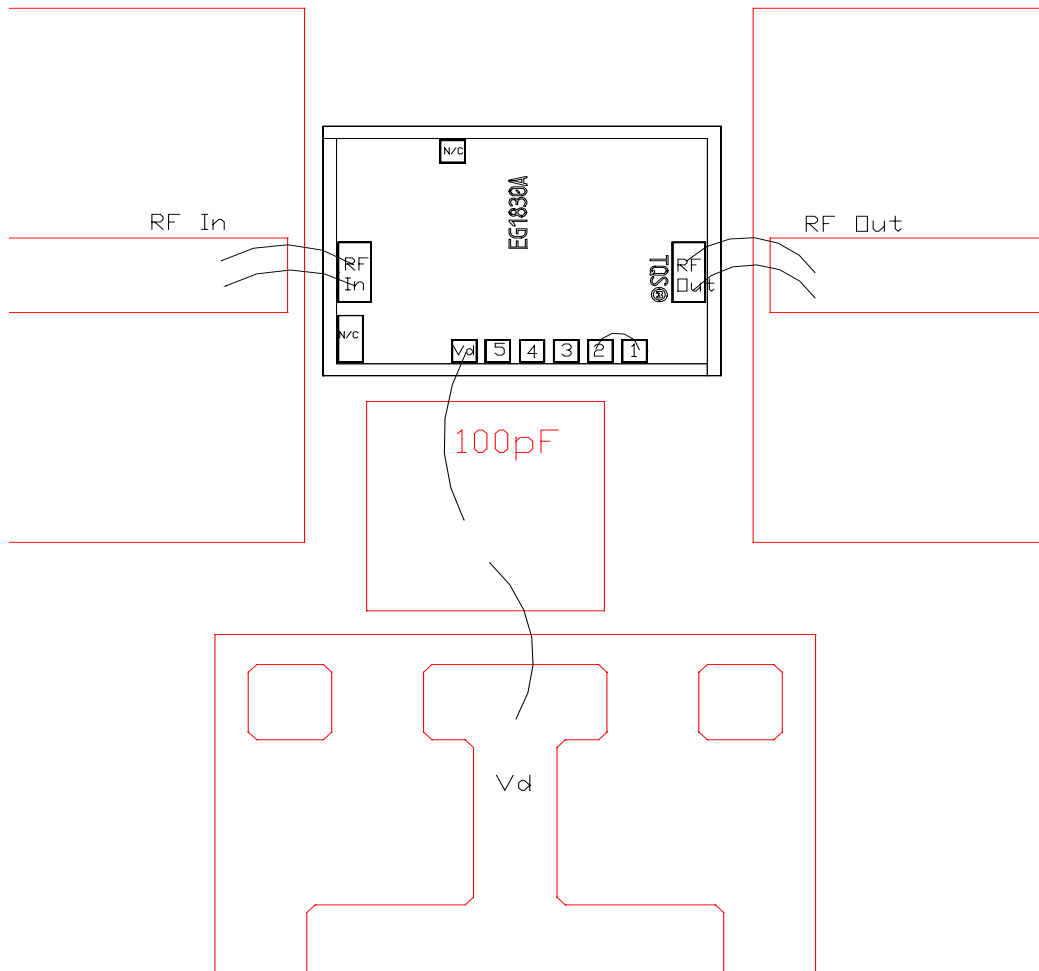 N/C
EG1830A
RF In
RF Out
RF
In
TQS®
RF
Out
N/C
Vd 5 4 3 2 1
100pF
Vd